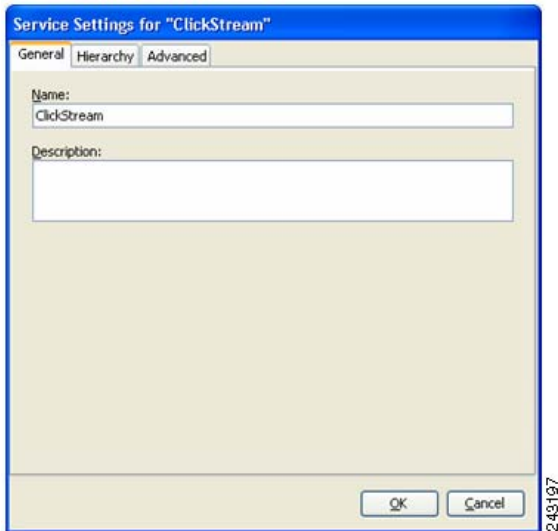 Service Settings for "ClickStream"
General Hierarchy Advanced
Name:
ClickStream
Description:
OK Cancel
243197